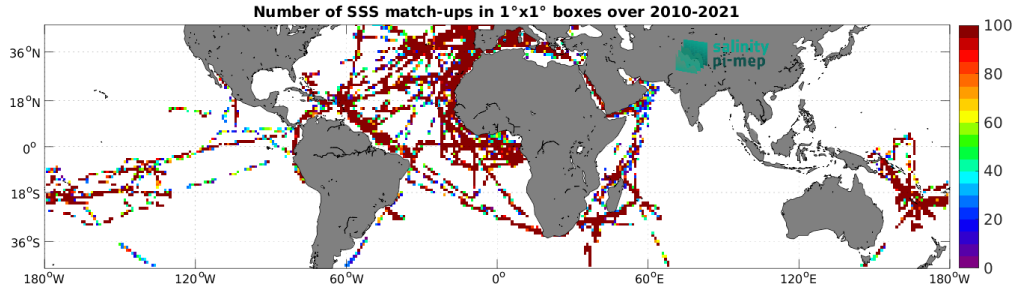 Number of SSS match-ups in 1°x1° boxes over 2010-2021
36°N
18°N
0°
18°S
36°S
180°W
120°W
60°W
0°
60°E
120°E
180°W
salinity
pi-mep
100
80
60
40
20
0